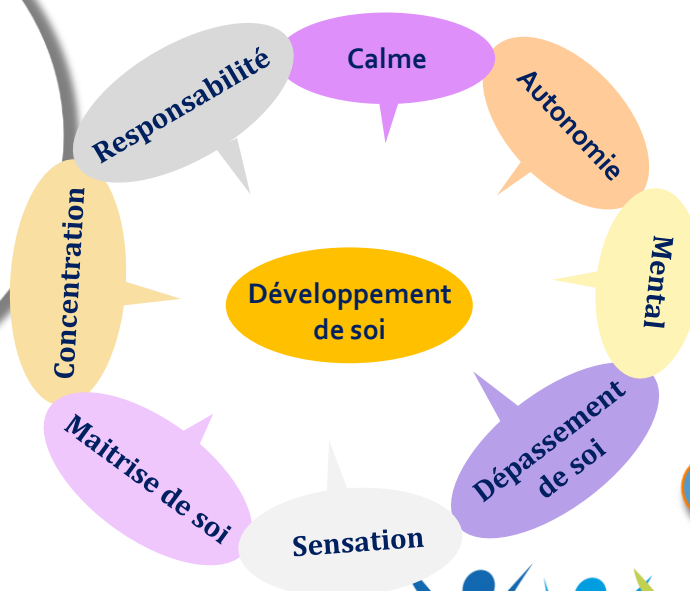 Calme
Autonomie
Mental
Dépassement
de soi
Sensation
Maitrise de soi
Concentration
Responsabilité
Développement
de soi